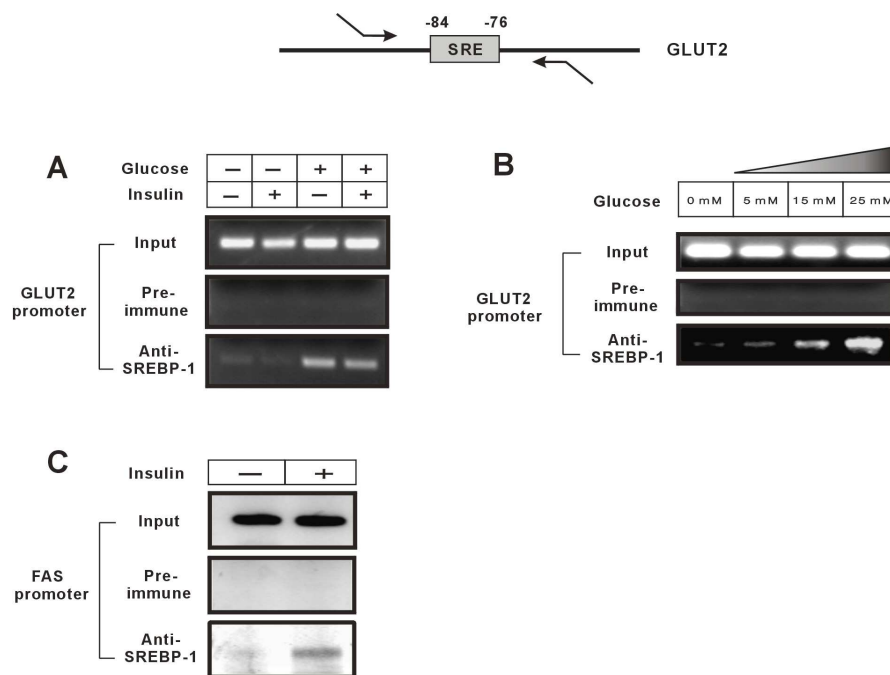 -84 -76
SRE
GLUT2
A
Glucose — — + +
Insulin — + — +
Input
GLUT2
promoter
Pre-
immune
Anti-
SREBP-1
B
Glucose 0 mM 5 mM 15 mM 25 mM
Input
GLUT2
promoter
Pre-
immune
Anti-
SREBP-1
C
Insulin — +
Input
FAS
promoter
Pre-
immune
Anti-
SREBP-1